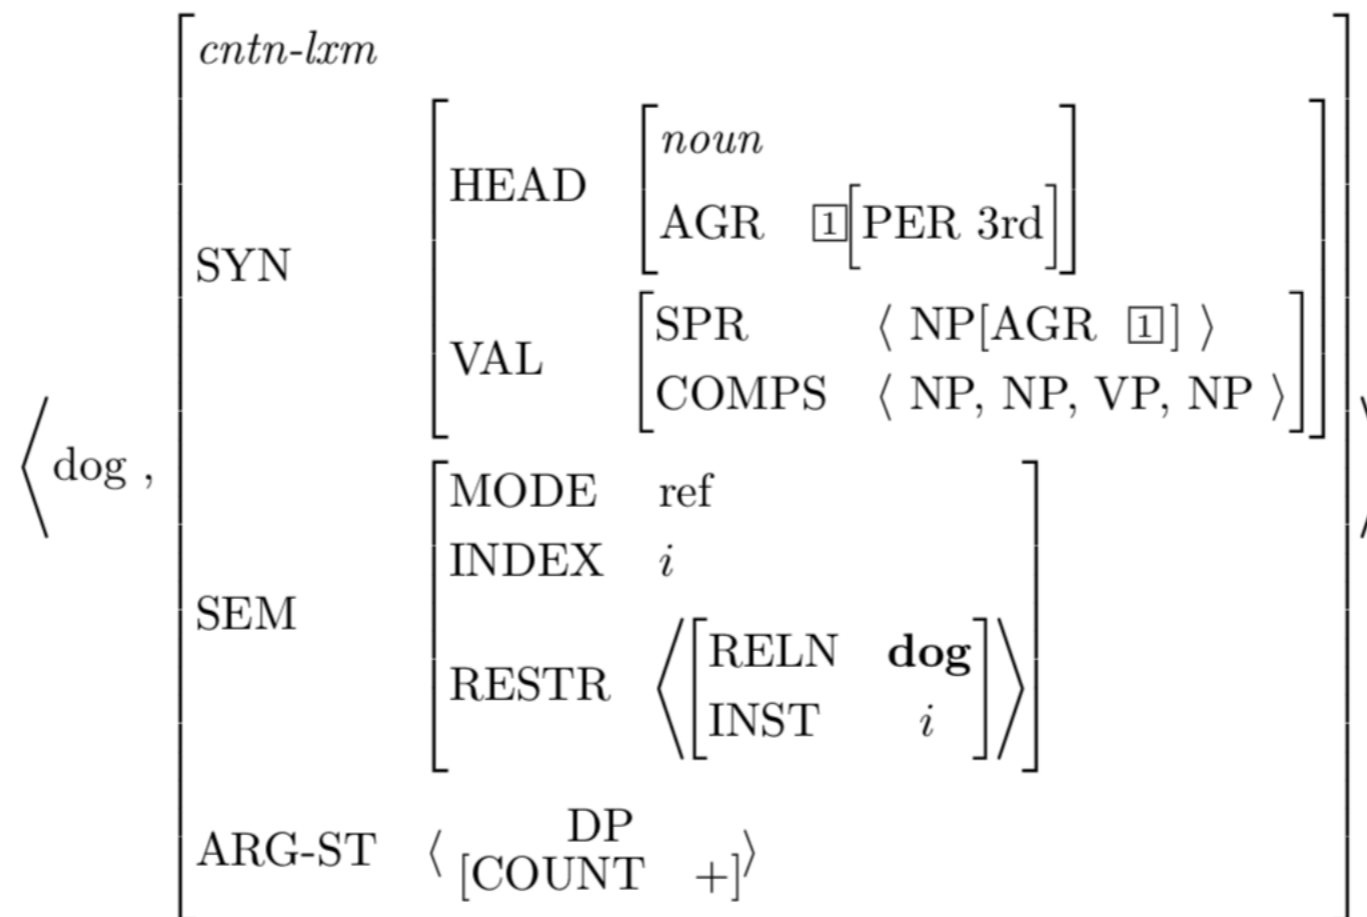 cntn-lxm
noun
HEAD
AGR 1[PER 3rd]
SYN
SPR ⟨ NP[AGR 1] ⟩
VAL
COMPS ⟨ NP, NP, VP, NP ⟩
⟨ dog ,
MODE ref
INDEX i
SEM
RELN dog
RESTR
INST i
DP
ARG-ST ⟨ [COUNT +] ⟩